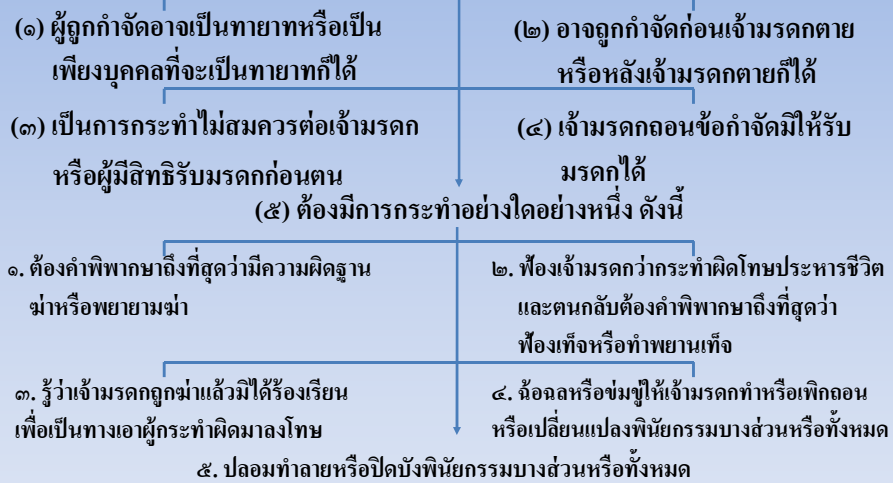 (๑) ผู้ถูกกำจัดอาจเป็นทายาทหรือเป็น
เพียงบุคคลที่จะเป็นทายาทก็ได้
(๒) อาจถูกกำจัดก่อนเจ้ามรดกตาย
หรือหลังเจ้ามรดกตายก็ได้
(๓) เป็นการกระทำไม่สมควรต่อเจ้ามรดก
หรือผู้มีสิทธิรับมรดกก่อนตน
(๔) เจ้ามรดกถอนข้อกำจัดมิให้รับ
มรดกได้
(๕) ต้องมีการกระทำอย่างใดอย่างหนึ่ง ดังนี้
๑. ต้องคำพิพากษาถึงที่สุดว่ามีความผิดฐาน
ฆ่าหรือพยายามฆ่า
๒. ฟ้องเจ้ามรดกว่ากระทำผิดโทษประหารชีวิต
และตนกลับต้องคำพิพากษาถึงที่สุดว่า
ฟ้องเท็จหรือทำพยานเท็จ
๓. รู้ว่าเจ้ามรดกถูกฆ่าแล้วมิได้ร้องเรียน
เพื่อเป็นทางเอาผู้กระทำผิดมาลงโทษ
๔. ฉ้อฉลหรือข่มขู่ให้เจ้ามรดกทำหรือเพิกถอน
หรือเปลี่ยนแปลงพินัยกรรมบางส่วนหรือทั้งหมด
๕. ปลอมทำลายหรือปิดบังพินัยกรรมบางส่วนหรือทั้งหมด